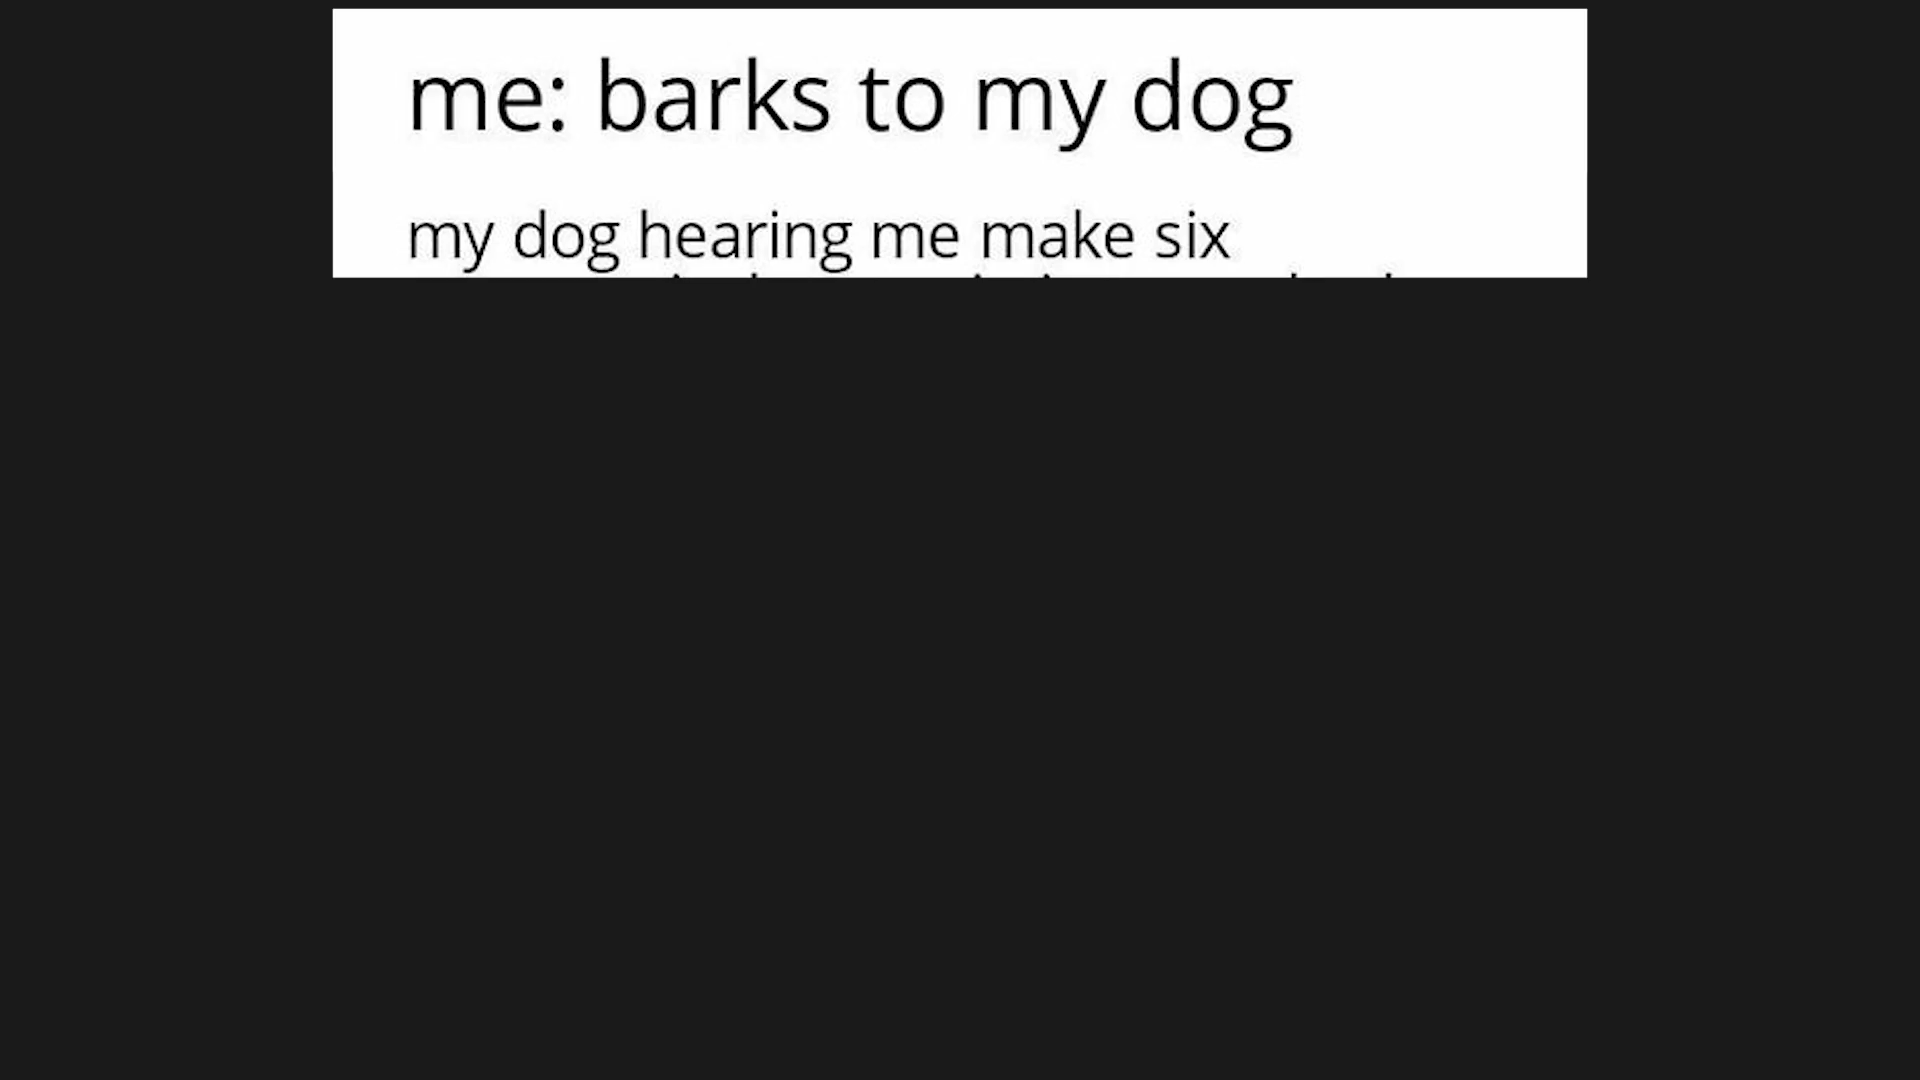 me: barks to my dog
my dog hearing me make six